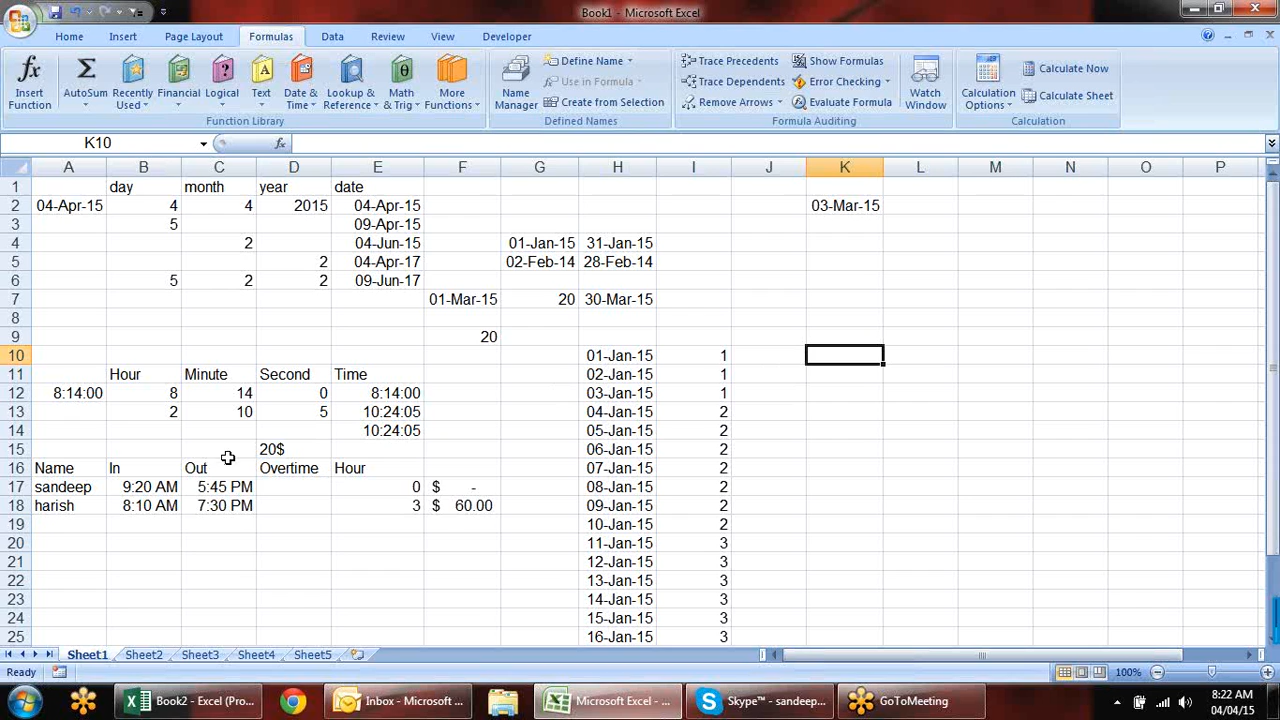 Book1 - Microsoft Excel
Home Insert Page Layout Formulas Data Review View Developer
Insert Function
AutoSum
Recently Used
Financial
Logical
Text
Date & Time
Lookup & Reference
Math & Trig
More Functions
Function Library
Name Manager
Define Name
Use in Formula
Create from Selection
Defined Names
Trace Precedents
Trace Dependents
Remove Arrows
Show Formulas
Error Checking
Evaluate Formula
Formula Auditing
Watch Window
Calculation Options
Calculate Now
Calculate Sheet
Calculation
K10 fx
A B C D E F G H I J K L M N O P
1 day month year date
2 04-Apr-15 4 4 2015 04-Apr-15 03-Mar-15
3 5 09-Apr-15
4 2 04-Jun-15 01-Jan-15 31-Jan-15
5 2 04-Apr-17 02-Feb-14 28-Feb-14
6 5 2 2 09-Jun-17
7 01-Mar-15 20 30-Mar-15
8
9 20
10 01-Jan-15 1
11 Hour Minute Second Time 02-Jan-15 1
12 8:14:00 8 14 0 8:14:00 03-Jan-15 1
13 2 10 5 10:24:05 04-Jan-15 2
14 10:24:05 05-Jan-15 2
15 20$ 06-Jan-15 2
16 Name In Out Overtime Hour 07-Jan-15 2
17 sandeep 9:20 AM 5:45 PM 0 $ - 08-Jan-15 2
18 harish 8:10 AM 7:30 PM 3 $ 60.00 09-Jan-15 2
19 10-Jan-15 2
20 11-Jan-15 3
21 12-Jan-15 3
22 13-Jan-15 3
23 14-Jan-15 3
24 15-Jan-15 3
25 16-Jan-15 3
Sheet1 Sheet2 Sheet3 Sheet4 Sheet5
Ready 100%
Book2 - Excel (Pro... Inbox - Microsoft ... Microsoft Excel - ... Skype™ - sandeep... GoToMeeting
8:22 AM
04/04/15